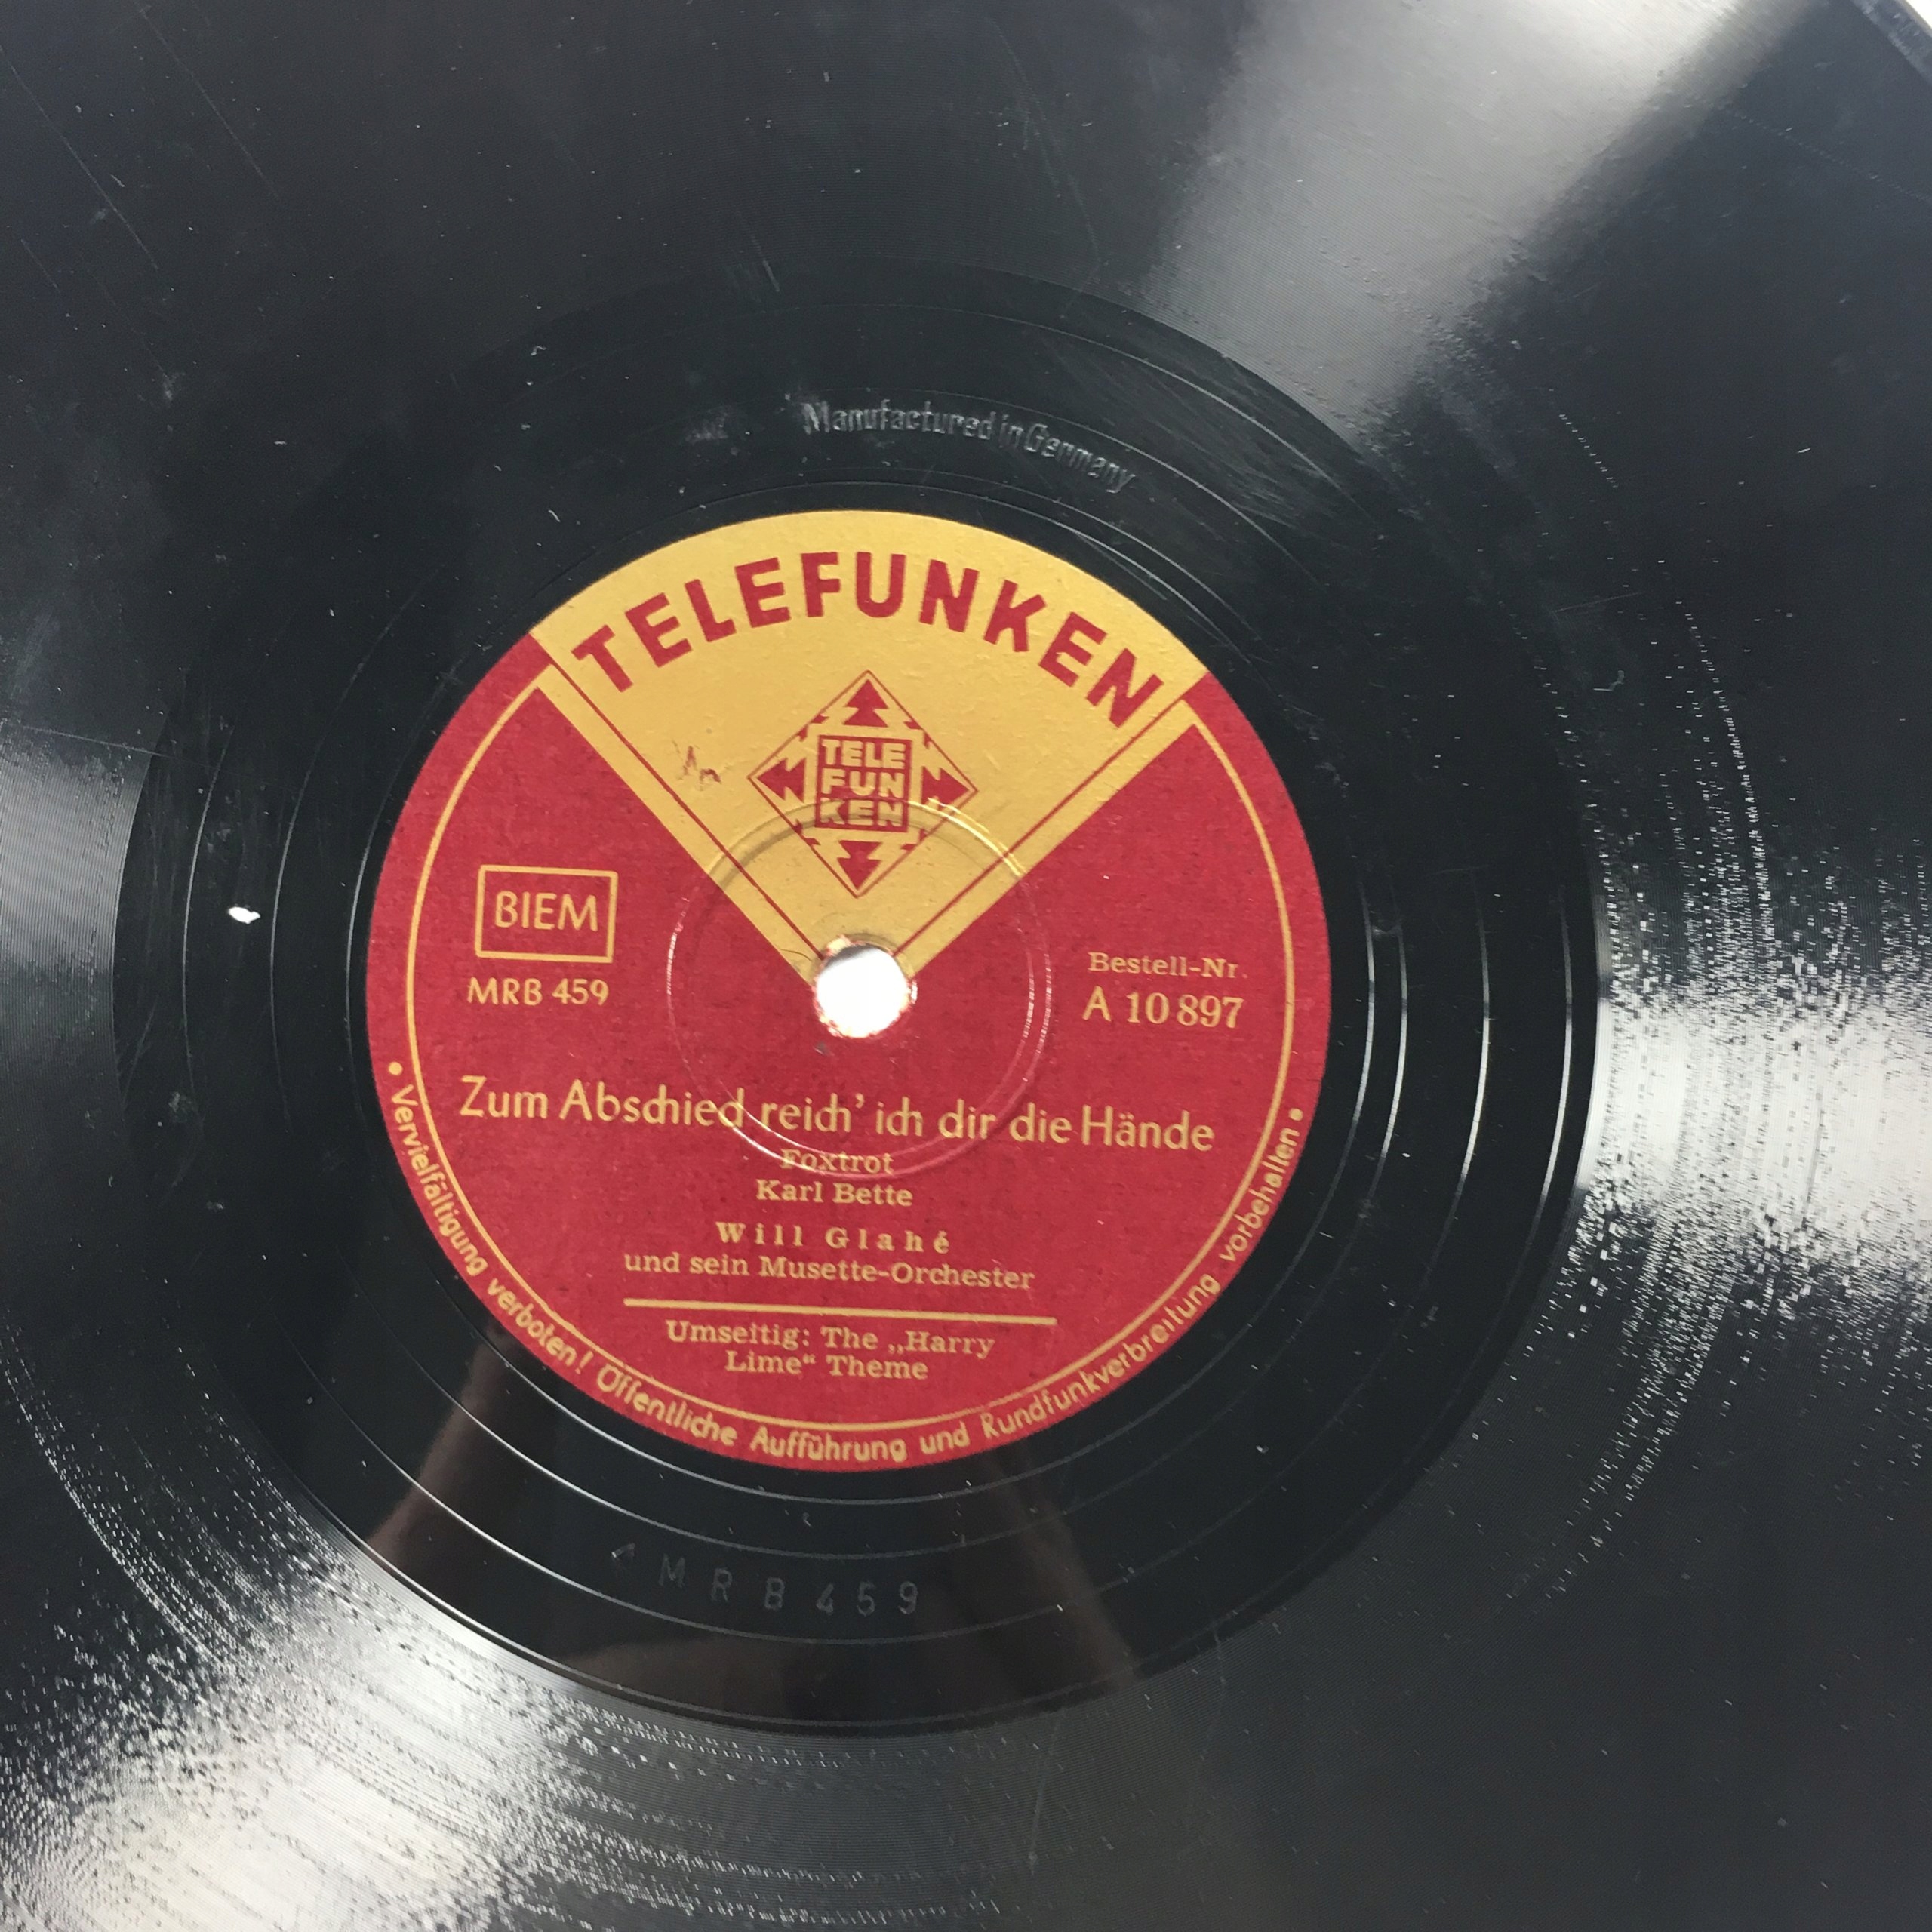 Manufactured in Germany
TELEFUNKEN
TELE
FUN
KEN
BIEM
MRB 459
Bestell-Nr.
A 10 897
Zum Abschied reich' ich dir die Hände
Foxtrot
Karl Bette
Will Glahé
und sein Musette-Orchester
Umseitig: The „Harry
Lime“ Theme
• Vervielfältigung verboten! Öffentliche Aufführung und Rundfunkverbreitung vorbehalten •
MRB459